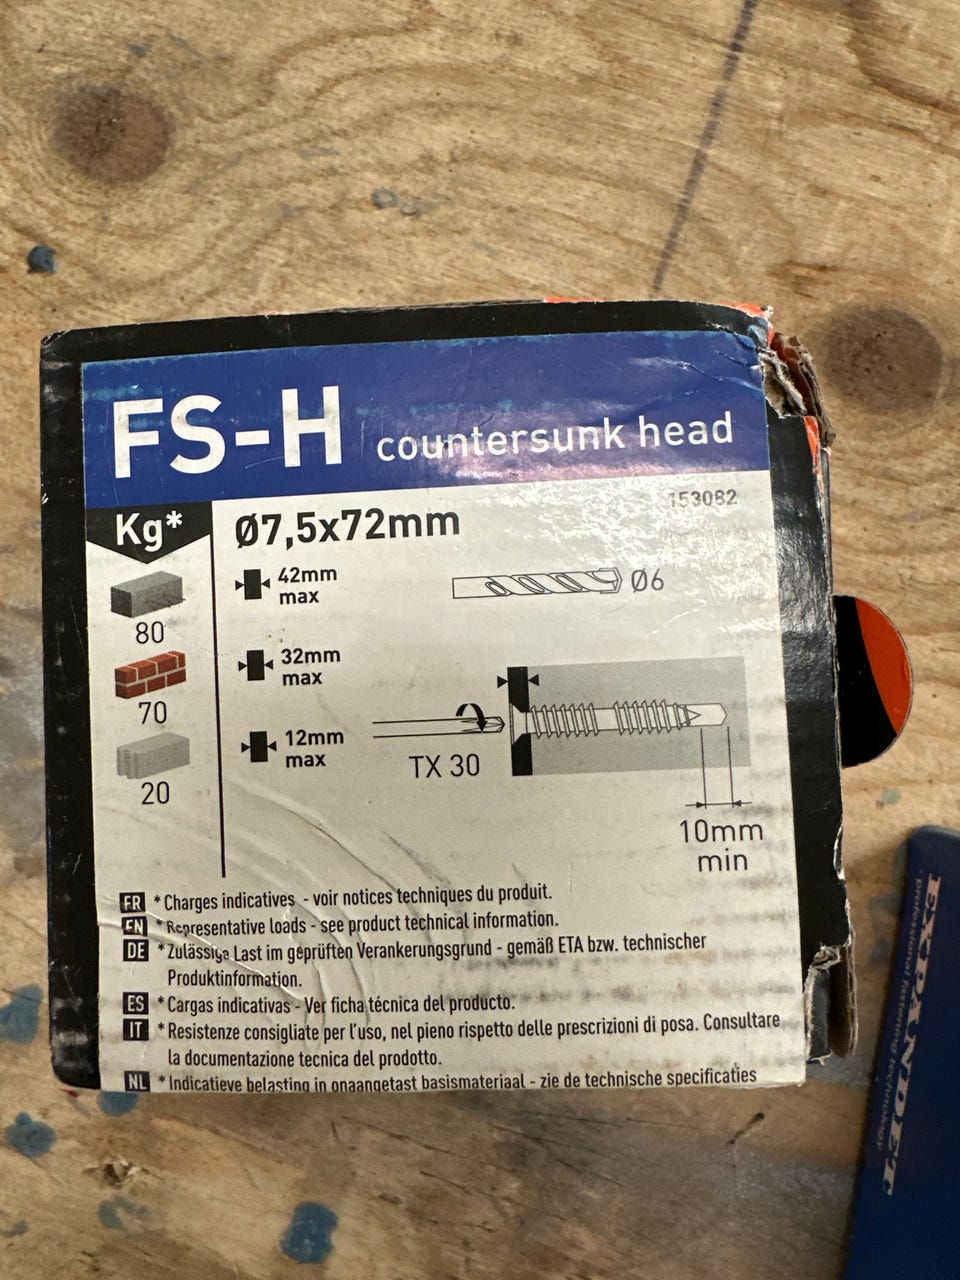 FS-H countersunk head
153082
Kg*
Ø7,5x72mm
80
42mm
max
Ø6
70
32mm
max
20
12mm
max
TX 30
10mm
min
FR * Charges indicatives - voir notices techniques du produit.
EN * Representative loads - see product technical information.
DE * Zulässige Last im geprüften Verankerungsgrund - gemäß ETA bzw. technischer
Produktinformation.
ES * Cargas indicativas - Ver ficha técnica del producto.
IT * Resistenze consigliate per l'uso, nel pieno rispetto delle prescrizioni di posa. Consultare
la documentazione tecnica del prodotto.
NL * Indicatieve belasting in onaangetast basismateriaal - zie de technische specificaties
EXPANDET
professional fastening technology